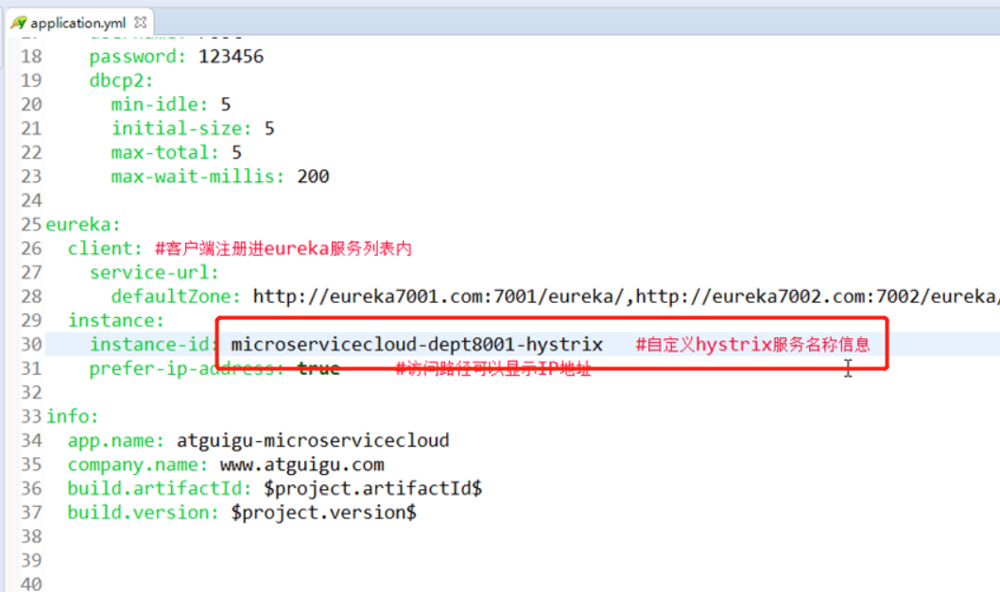 application.yml
18 password: 123456
19 dbcp2:
20 min-idle: 5
21 initial-size: 5
22 max-total: 5
23 max-wait-millis: 200
24
25 eureka:
26 client: #客户端注册进eureka服务列表内
27 service-url:
28 defaultZone: http://eureka7001.com:7001/eureka/,http://eureka7002.com:7002/eureka/
29 instance:
30 instance-id: microservicecloud-dept8001-hystrix #自定义hystrix服务名称信息
31 prefer-ip-address: true #访问路径可以显示IP地址
32
33 info:
34 app.name: atguigu-microservicecloud
35 company.name: www.atguigu.com
36 build.artifactId: $project.artifactId$
37 build.version: $project.version$
38
39
40